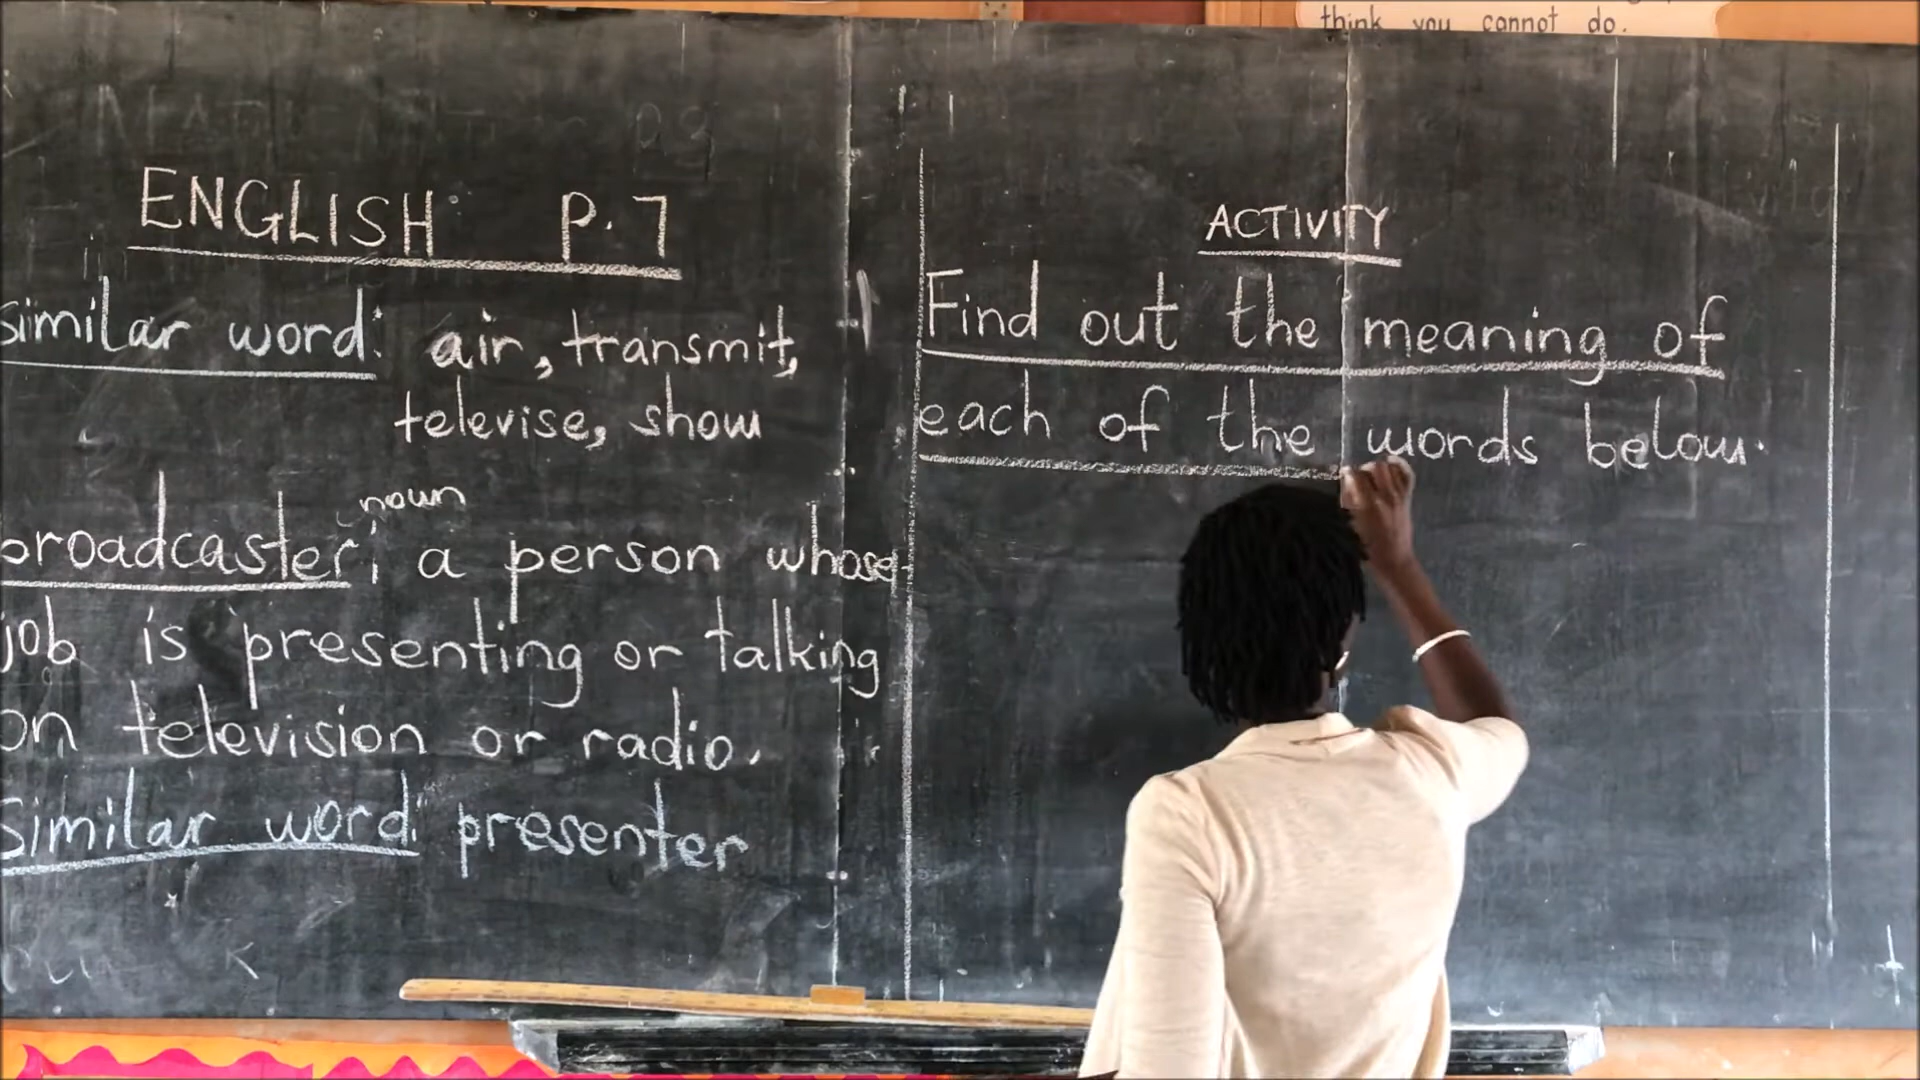 think you cannot do.
ENGLISH P.7
similar word: air, transmit,
televise, show
noun
broadcaster; a person whose
job is presenting or talking
on television or radio.
similar word: presenter
ACTIVITY
Find out the meaning of
each of the words below.